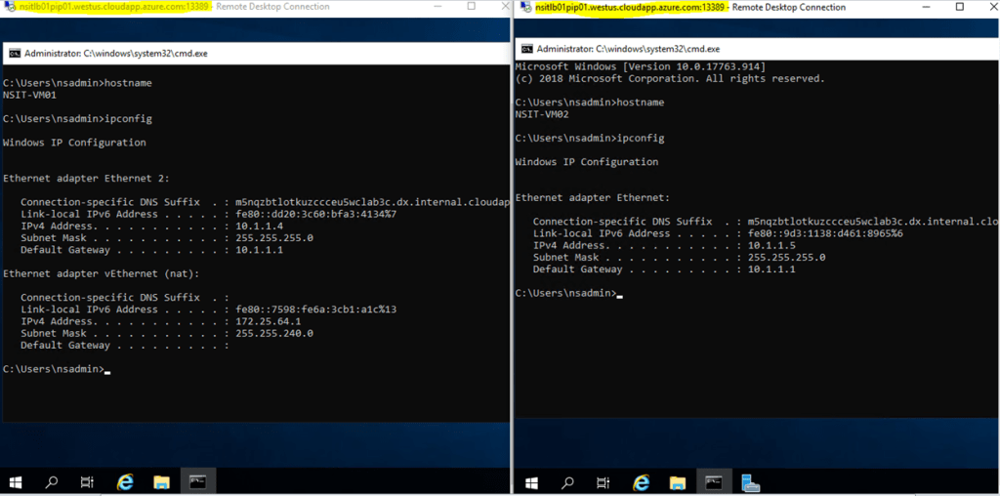 nsitlb01pip01.westus.cloudapp.azure.com:13389 - Remote Desktop Connection
Administrator: C:\windows\system32\cmd.exe
C:\Users\nsadmin>hostname
NSIT-VM01
C:\Users\nsadmin>ipconfig
Windows IP Configuration
Ethernet adapter Ethernet 2:
Connection-specific DNS Suffix . : m5nqzbtlotkuzccceu5wclab3c.dx.internal.cloudap
Link-local IPv6 Address . . . . . : fe80::dd20:3c60:bfa3:4134%7
IPv4 Address. . . . . . . . . . . : 10.1.1.4
Subnet Mask . . . . . . . . . . . : 255.255.255.0
Default Gateway . . . . . . . . . : 10.1.1.1
Ethernet adapter vEthernet (nat):
Connection-specific DNS Suffix . :
Link-local IPv6 Address . . . . . : fe80::7598:fe6a:3cb1:a1c%13
IPv4 Address. . . . . . . . . . . : 172.25.64.1
Subnet Mask . . . . . . . . . . . : 255.255.240.0
Default Gateway . . . . . . . . . :
C:\Users\nsadmin>
nsitlb01pip01.westus.cloudapp.azure.com:13389 - Remote Desktop Connection
Administrator: C:\windows\system32\cmd.exe
Microsoft Windows [Version 10.0.17763.914]
(c) 2018 Microsoft Corporation. All rights reserved.
C:\Users\nsadmin>hostname
NSIT-VM02
C:\Users\nsadmin>ipconfig
Windows IP Configuration
Ethernet adapter Ethernet:
Connection-specific DNS Suffix . : m5nqzbtlotkuzccceu5wclab3c.dx.internal.clo
Link-local IPv6 Address . . . . . : fe80::9d3:1138:d461:8965%6
IPv4 Address. . . . . . . . . . . : 10.1.1.5
Subnet Mask . . . . . . . . . . . : 255.255.255.0
Default Gateway . . . . . . . . . : 10.1.1.1
C:\Users\nsadmin>